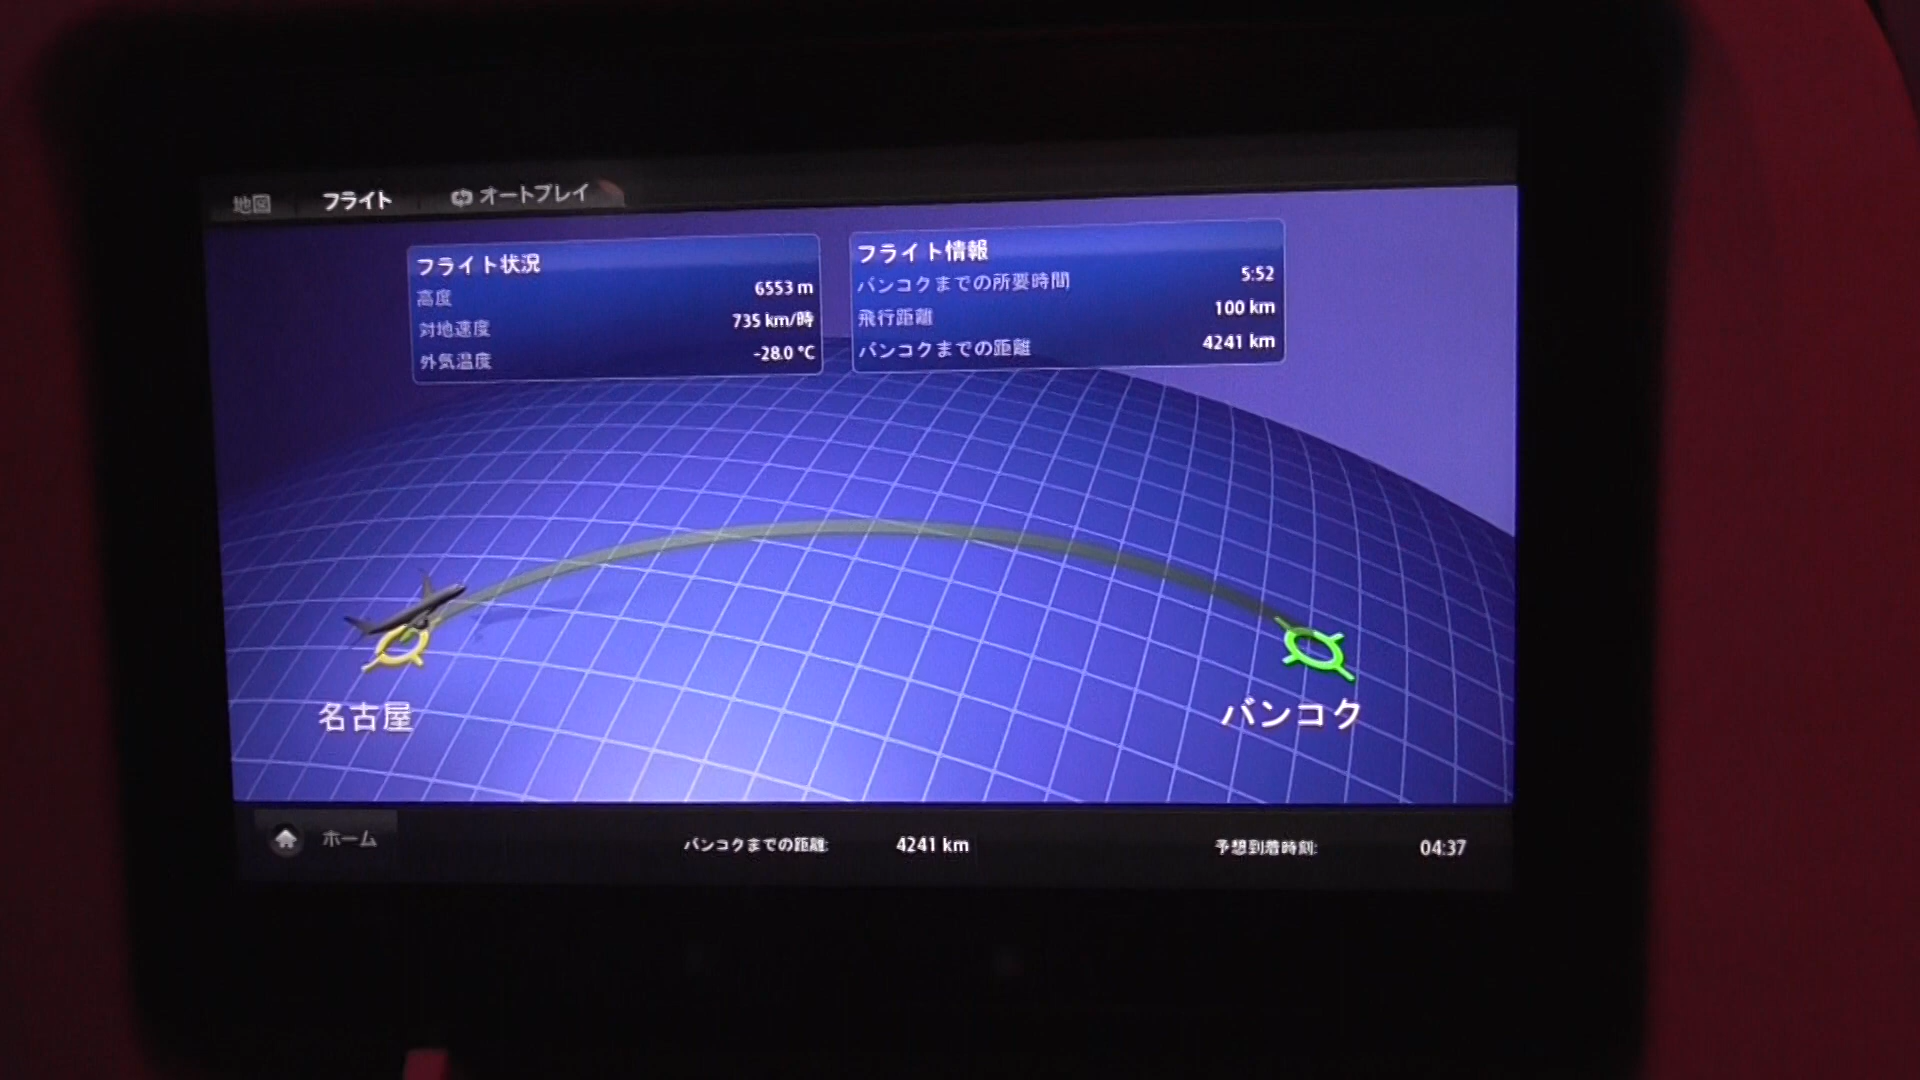 地図 フライト オートプレイ
フライト状況
高度 6553 m
対地速度 735 km/時
外気温度 -28.0 °C
フライト情報
バンコクまでの所要時間 5:52
飛行距離 100 km
バンコクまでの距離 4241 km
名古屋
バンコク
ホーム バンコクまでの距離: 4241 km 予想到着時刻: 04:37